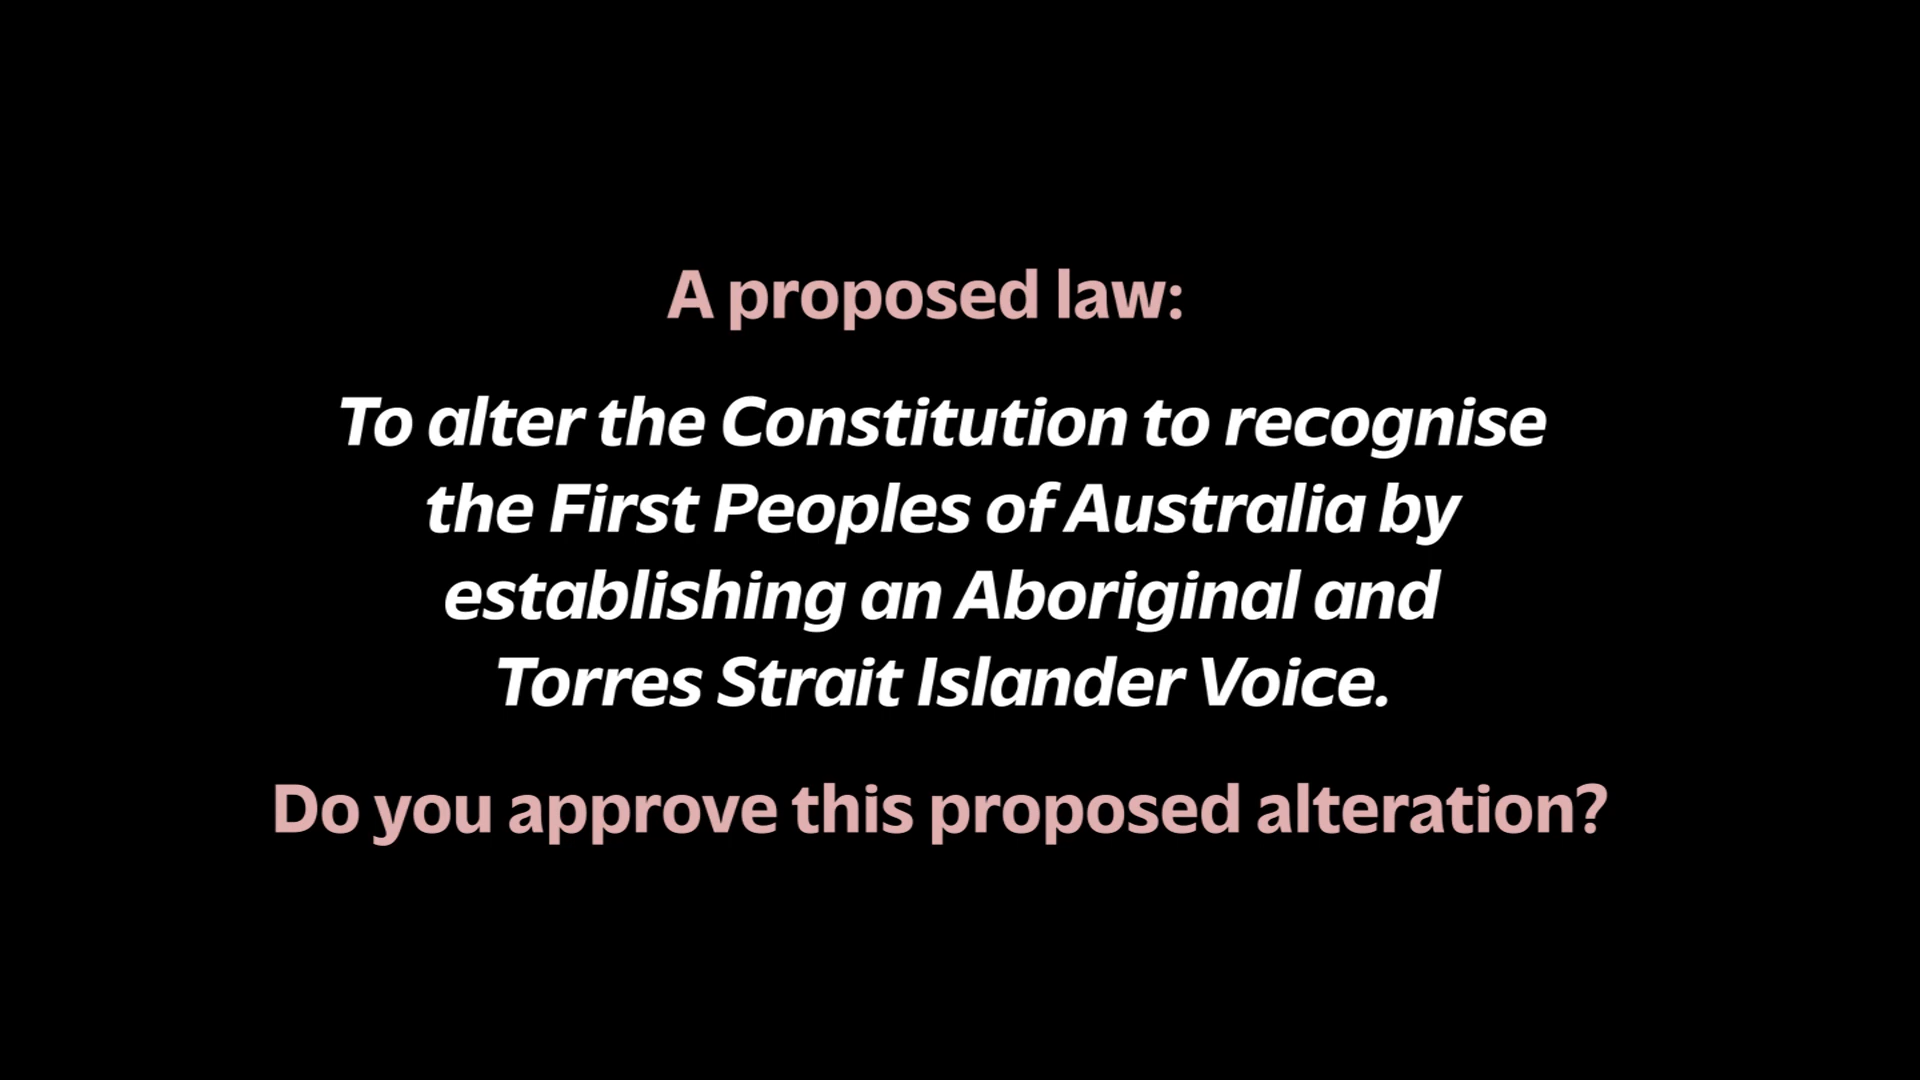 A proposed law:
To alter the Constitution to recognise
the First Peoples of Australia by
establishing an Aboriginal and
Torres Strait Islander Voice.
Do you approve this proposed alteration?